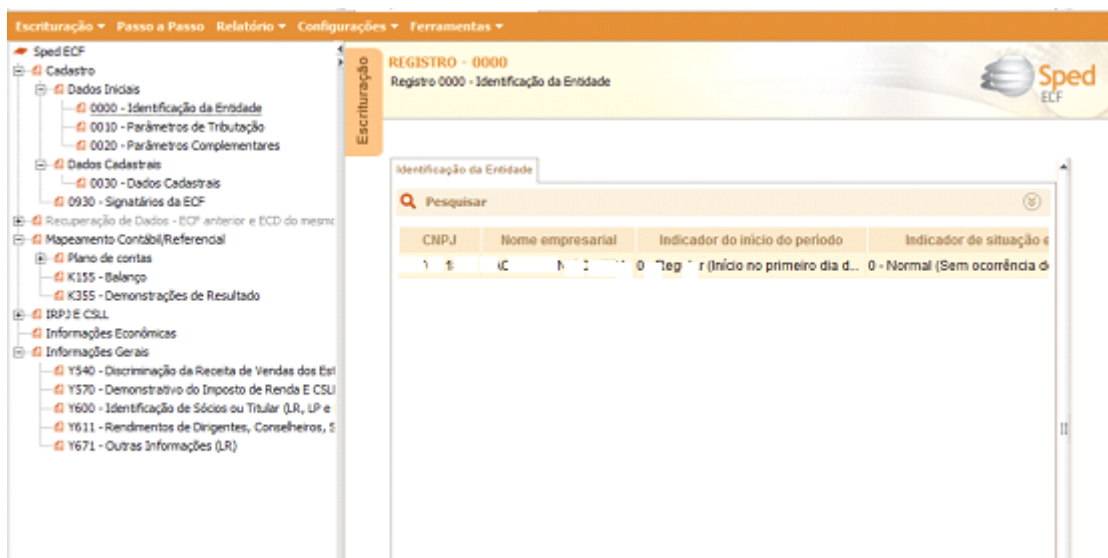 Escrituração Passo a Passo Relatório Configurações Ferramentas
Sped ECF
Cadastro
Dados Iniciais
0000 - Identificação da Entidade
0010 - Parâmetros de Tributação
0020 - Parâmetros Complementares
Dados Cadastrais
0030 - Dados Cadastrais
0930 - Signatários da ECF
Recuperação de Dados - ECF anterior e ECD do mesmo
Mapeamento Contábil/Referencial
Plano de contas
K155 - Balanço
K355 - Demonstrações de Resultado
IRPJ E CSLL
Informações Econômicas
Informações Gerais
Y540 - Discriminação da Receita de Vendas dos Est
Y570 - Demonstrativo do Imposto de Renda E CSLL
Y600 - Identificação de Sócios ou Titular (LR, LP e
Y611 - Rendimentos de Dirigentes, Conselheiros, S
Y671 - Outras Informações (LR)
Escrituração
REGISTRO - 0000
Registro 0000 - Identificação da Entidade
Sped
ECF
Identificação da Entidade
Pesquisar
CNPJ Nome empresarial Indicador do início do período Indicador de situação e
0 - (Início no primeiro dia d... 0 - Normal (Sem ocorrência d